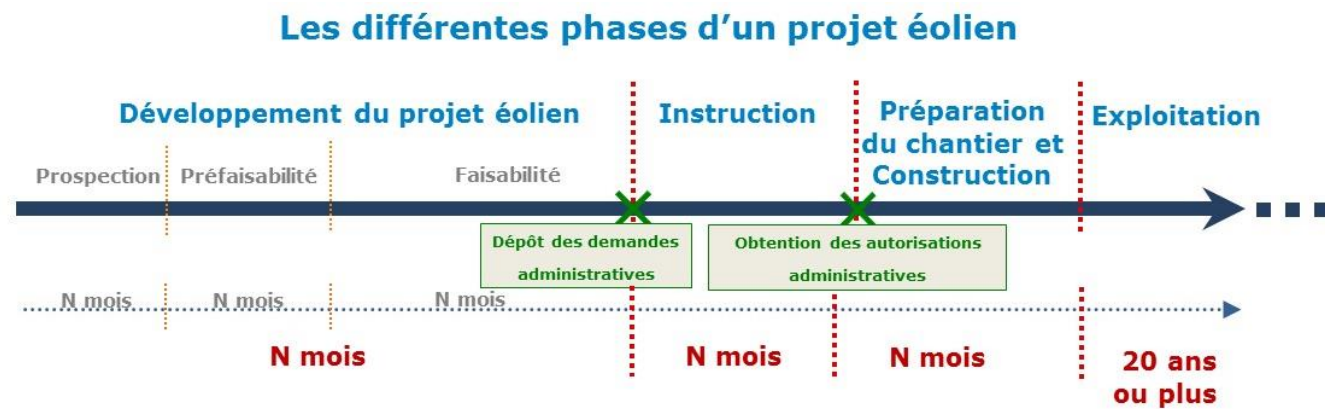 Les différentes phases d’un projet éolien
Développement du projet éolien
Instruction
Préparation
du chantier et
Construction
Exploitation
Prospection
Préfaisabilité
Faisabilité
Dépôt des demandes
administratives
Obtention des autorisations
administratives
N mois
N mois
N mois
N mois
N mois
N mois
20 ans
ou plus